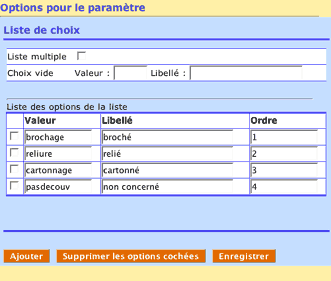 Options pour le paramètre
Liste de choix
Liste multiple
Choix vide Valeur : Libellé :
Liste des options de la liste
Valeur Libellé Ordre
brochage broché 1
reliure relié 2
cartonnage cartonné 3
pasdecouv non concerné 4
Ajouter Supprimer les options cochées Enregistrer